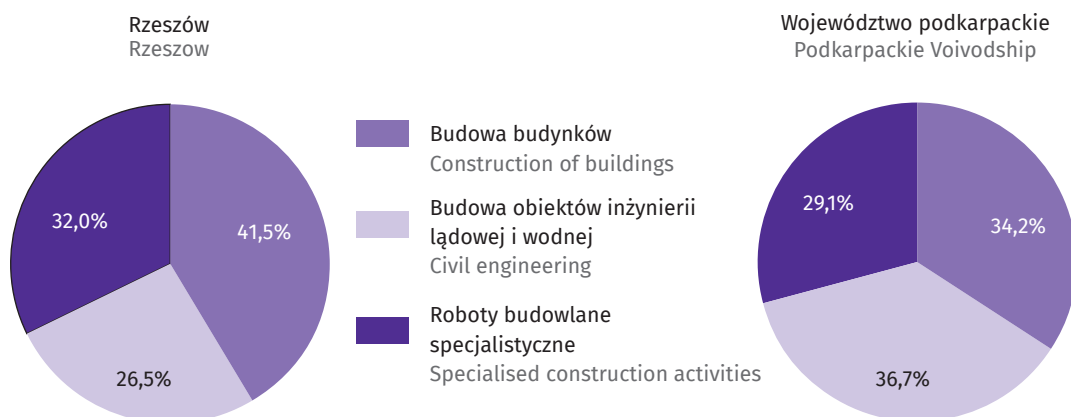 Rzeszów
Rzeszow
41,5%
26,5%
32,0%
Budowa budynków
Construction of buildings
Budowa obiektów inżynierii
lądowej i wodnej
Civil engineering
Roboty budowlane
specjalistyczne
Specialised construction activities
Województwo podkarpackie
Podkarpackie Voivodship
34,2%
36,7%
29,1%